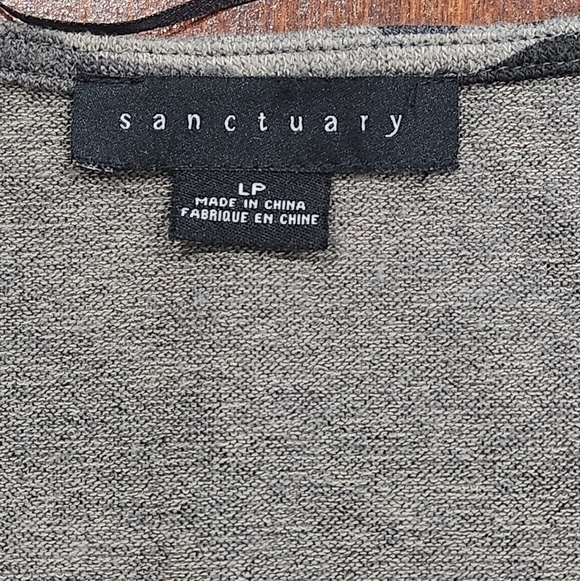 sanctuary
LP
MADE IN CHINA
FABRIQUE EN CHINE